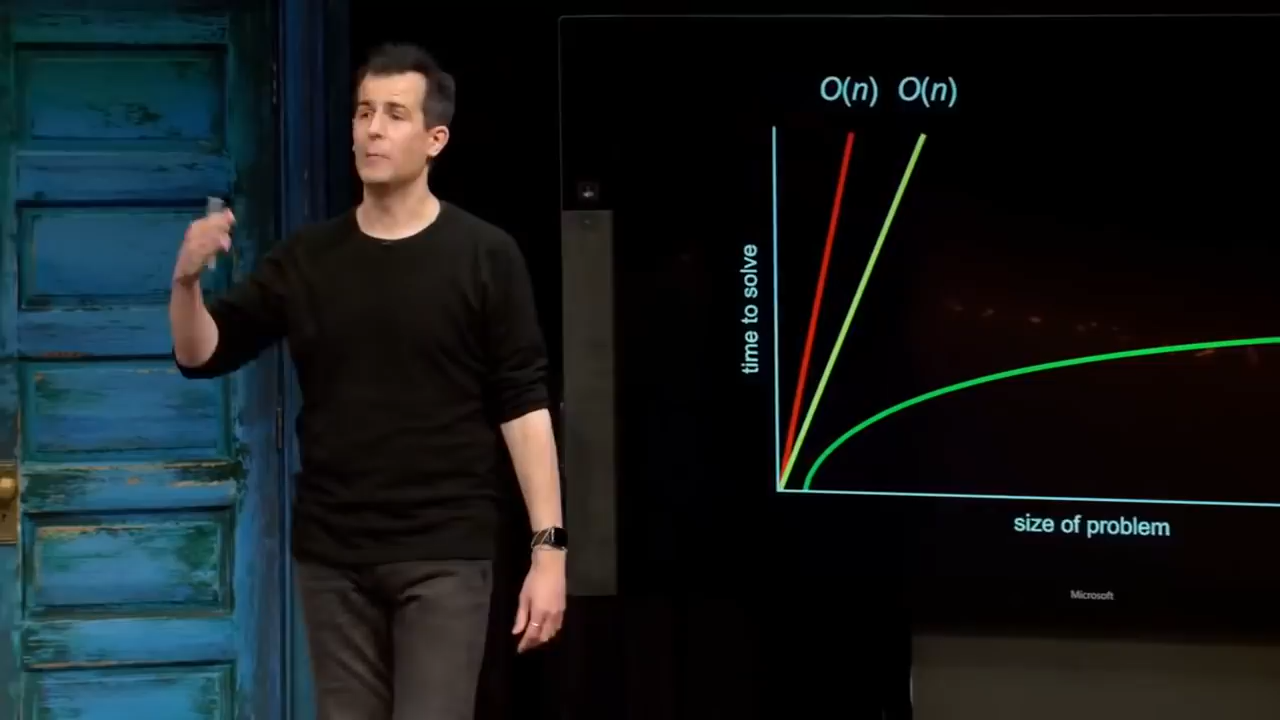 O(n) O(n)
time to solve
size of problem
Microsoft